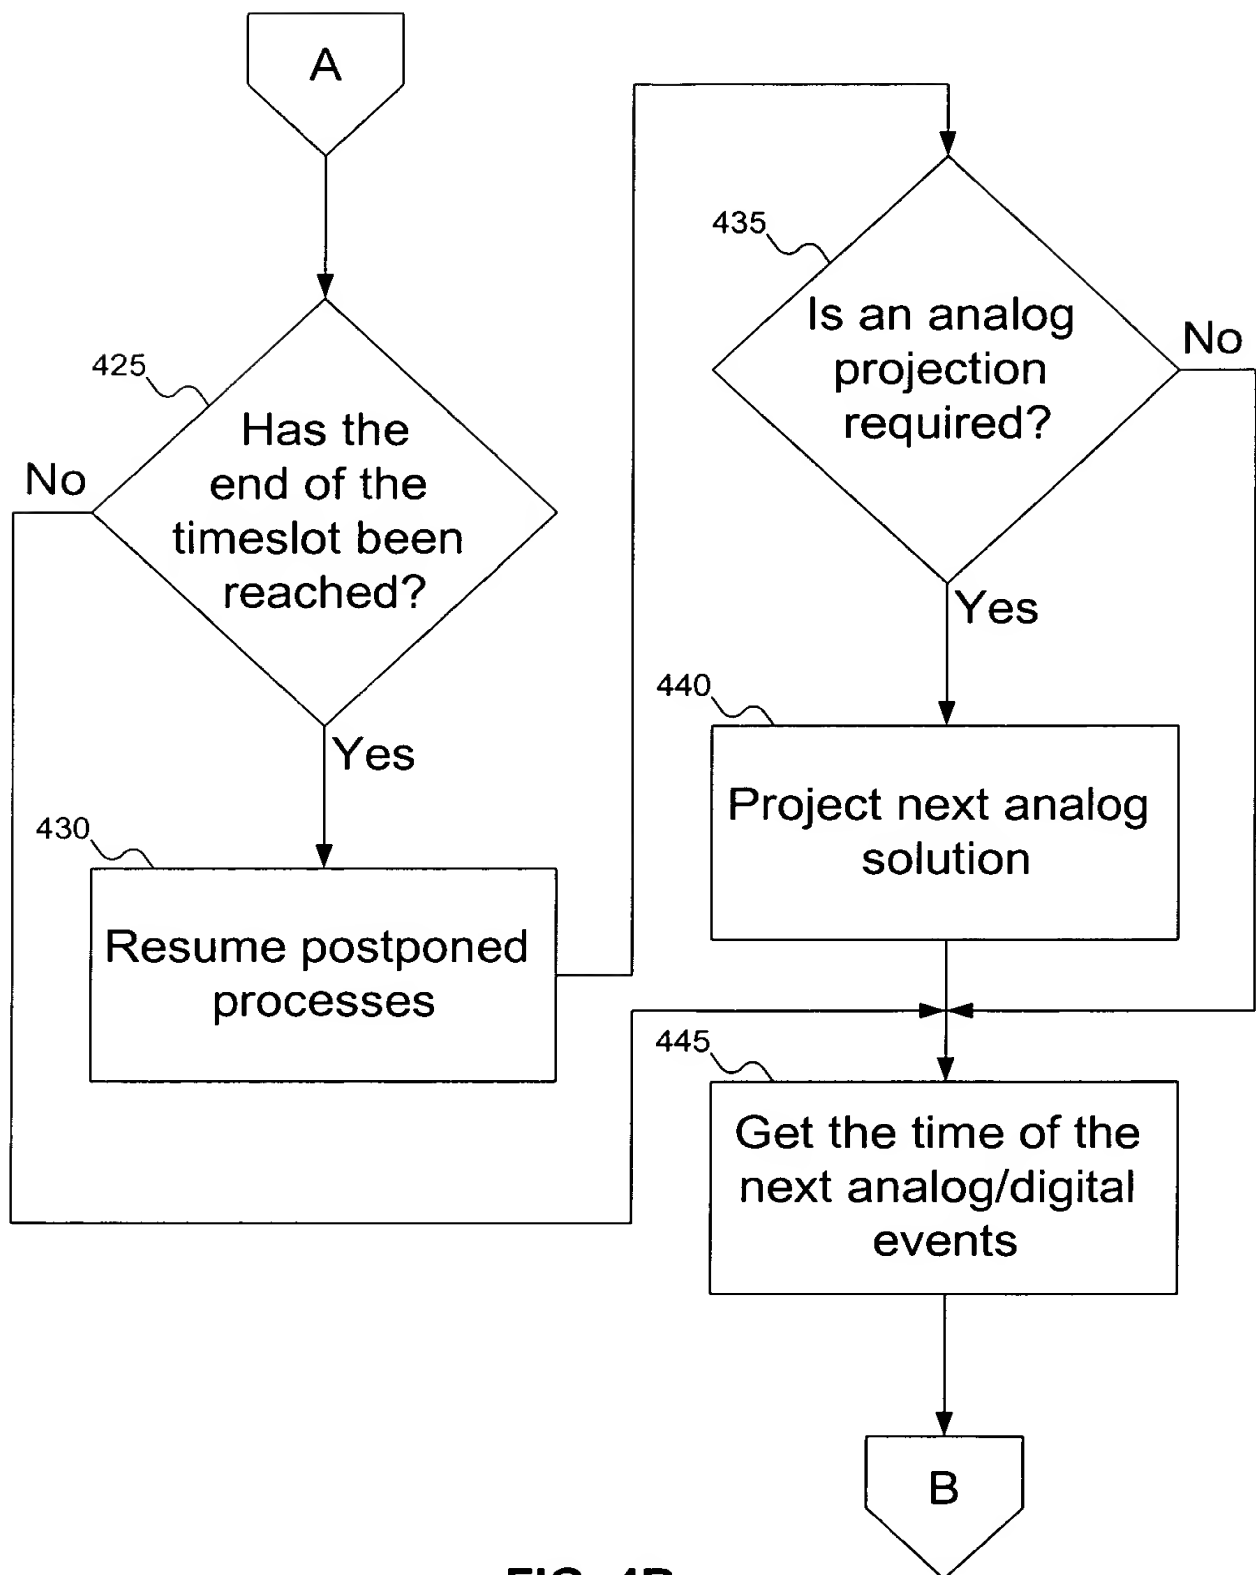 A
425
Has the
end of the
timeslot been
reached?
No
Yes
430
Resume postponed
processes
435
Is an analog
projection
required?
No
Yes
440
Project next analog
solution
445
Get the time of the
next analog/digital
events
B